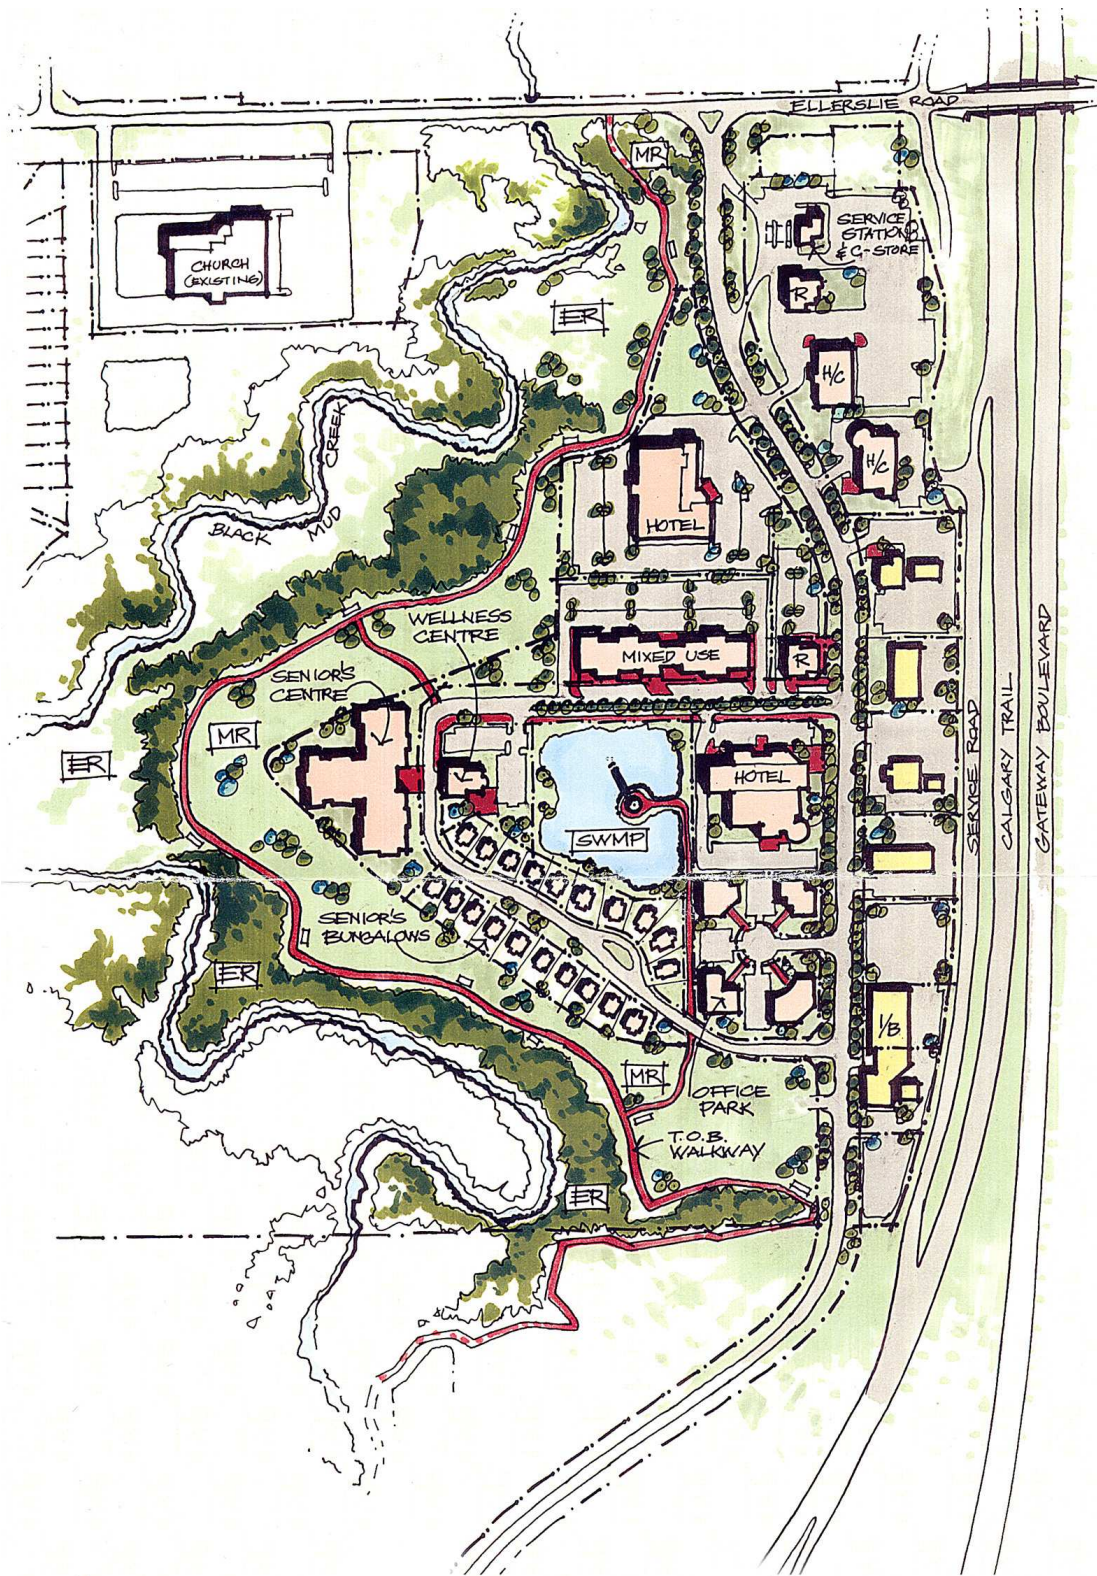 ELLERSLIE ROAD
MR
SERVICE
STATION
& C-STORE
CHURCH
(EXISTING)
R
ER
H/C
CREEK
H/C
HOTEL
BLACK MUD
WELLNESS
CENTRE
SENIOR'S
CENTRE
MIXED USE
R
MR
ER
HOTEL
SWMP
SERVICE ROAD
CALGARY TRAIL
GATEWAY BOULEVARD
SENIOR'S
BUNGALOWS
ER
1/B
MR
OFFICE
PARK
T.O.B.
WALKWAY
ER